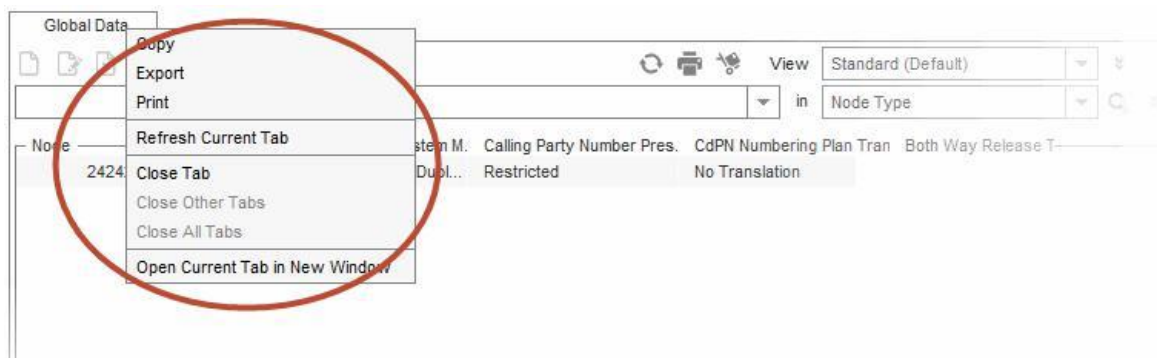 Global Data
Copy
Export
Print
Refresh Current Tab
Close Tab
Close Other Tabs
Close All Tabs
Open Current Tab in New Window
View Standard (Default)
in Node Type
Node stem M. Calling Party Number Pres. CdPN Numbering Plan Tran Both Way Release T
2424 Dupl... Restricted No Translation